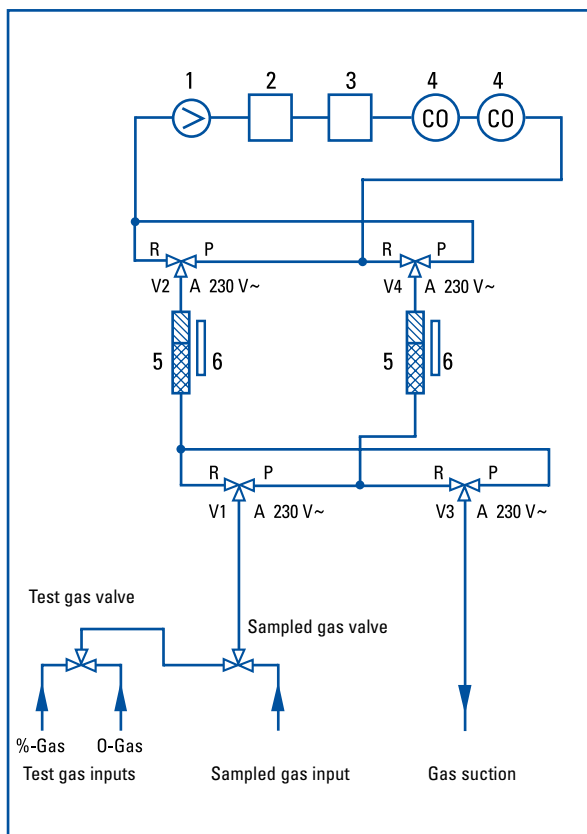 1 2 3 4 4
CO CO
R P R P
V2 A 230 V~ V4 A 230 V~
5 6 5 6
R P R P
V1 A 230 V~ V3 A 230 V~
Test gas valve
Sampled gas valve
%-Gas O-Gas
Test gas inputs Sampled gas input Gas suction